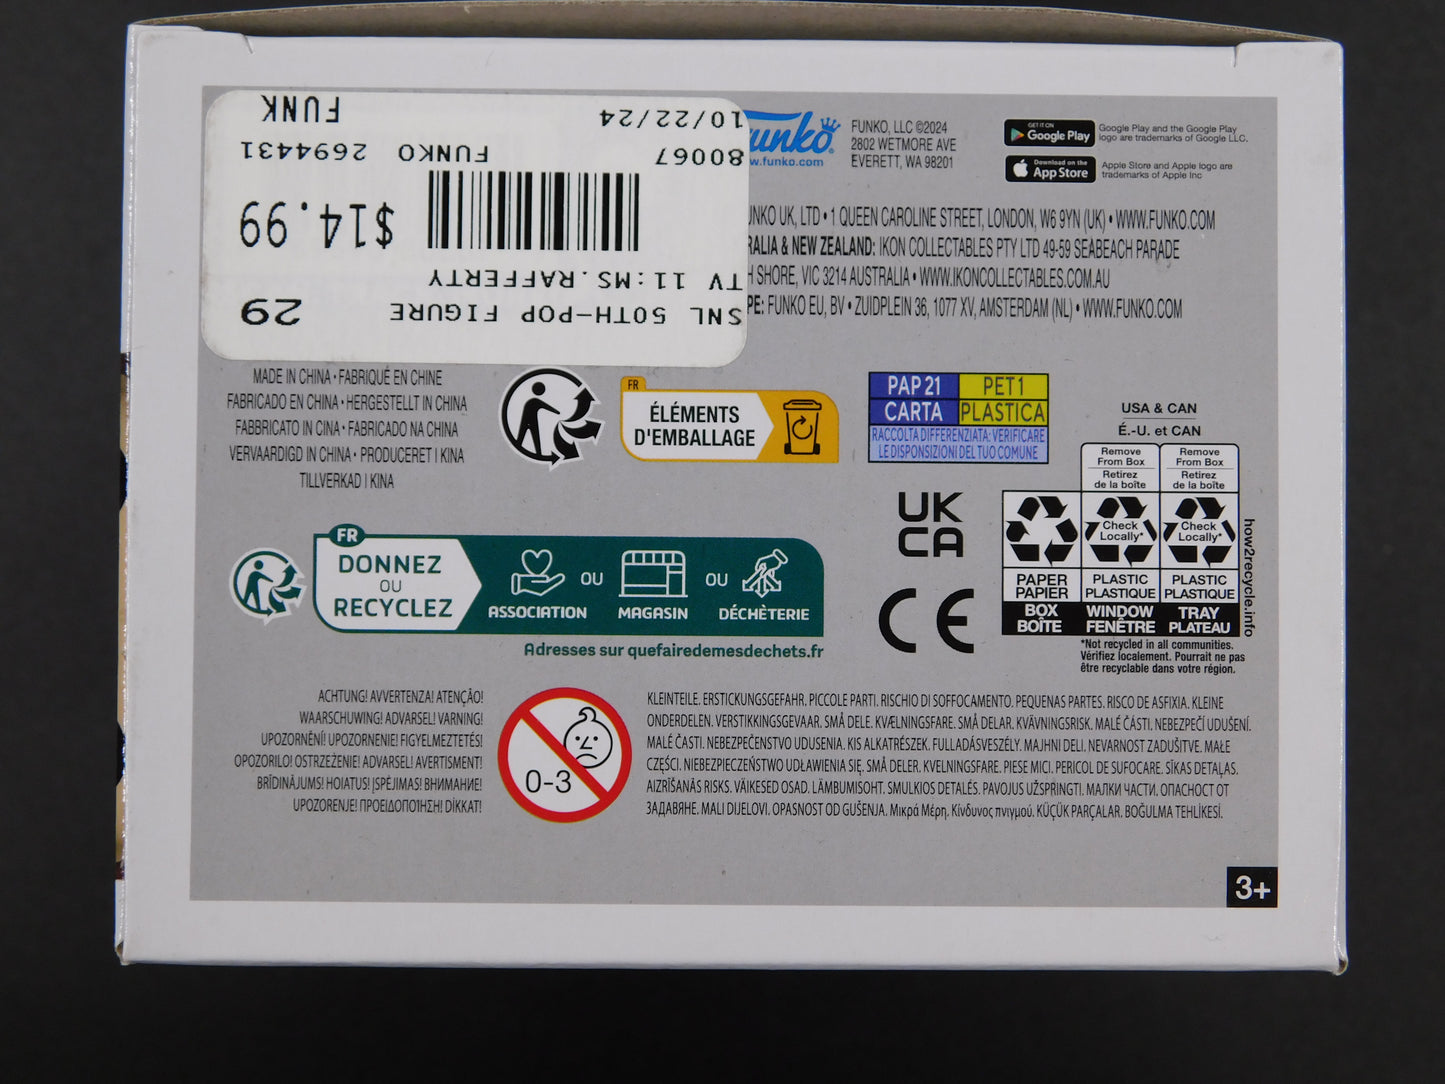 SNL 50TH-POP FIGURE 29
TV 11:MS.RAFFERTY
$14.99
80067 FUNKO 2694431
10/22/24 FUNK
Funko
w.funko.com
FUNKO, LLC ©2024
2802 WETMORE AVE
EVERETT, WA 98201
GET IT ON
Google Play
Google Play and the Google Play
logo are trademarks of Google LLC.
Download on the
App Store
Apple Store and Apple logo are
trademarks of Apple Inc
UNKO UK, LTD • 1 QUEEN CAROLINE STREET, LONDON, W6 9YN (UK) • WWW.FUNKO.COM
RALIA & NEW ZEALAND: IKON COLLECTABLES PTY LTD 49-59 SEABEACH PARADE
H SHORE, VIC 3214 AUSTRALIA • WWW.IKONCOLLECTABLES.COM.AU
PE: FUNKO EU, BV • ZUIDPLEIN 36, 1077 XV, AMSTERDAM (NL) • WWW.FUNKO.COM
MADE IN CHINA • FABRIQUÉ EN CHINE
FABRICADO EN CHINA • HERGESTELLT IN CHINA
FABBRICATO IN CINA • FABRICADO NA CHINA
VERVAARDIGD IN CHINA • PRODUCERET I KINA
TILLVERKAD I KINA
FR
ÉLÉMENTS
D'EMBALLAGE
PAP 21 PET 1
CARTA PLASTICA
RACCOLTA DIFFERENZIATA: VERIFICARE
LE DISPONSIZIONI DEL TUO COMUNE
UK
CA
CE
USA & CAN
É.-U. et CAN
Remove
From Box
Retirez
de la boîte
Remove
From Box
Retirez
de la boîte
Check
Locally*
Check
Locally*
PAPER
PAPIER
BOX
BOÎTE
PLASTIC
PLASTIQUE
WINDOW
FENÊTRE
PLASTIC
PLASTIQUE
TRAY
PLATEAU
how2recycle.info
*Not recycled in all communities.
Vérifiez localement. Pourrait ne pas
être recyclable dans votre région.
FR
DONNEZ
OU
RECYCLEZ
ASSOCIATION
OU
MAGASIN
OU
DÉCHÈTERIE
Adresses sur quefairedemesdechets.fr
ACHTUNG! AVVERTENZA! ATENÇÃO!
WAARSCHUWING! ADVARSEL! VARNING!
UPOZORNĚNÍ! UPOZORNENIE! FIGYELMEZTETÉS!
OPOZORILO! OSTRZEŻENIE! ADVARSEL! AVERTISMENT!
BRĪDINĀJUMS! HOIATUS! ĮSPĖJIMAS! ВНИМАНИЕ!
UPOZORENJE! ΠΡΟΕΙΔΟΠΟΙΗΣΗ! DİKKAT!
0-3
KLEINTEILE. ERSTICKUNGSGEFAHR. PICCOLE PARTI. RISCHIO DI SOFFOCAMENTO. PEQUENAS PARTES. RISCO DE ASFIXIA. KLEINE
ONDERDELEN. VERSTIKKINGSGEVAAR. SMÅ DELE. KVÆLNINGSFARE. SMÅ DELAR. KVÄVNINGSRISK. MALÉ ČÁSTI. NEBEZPEČÍ UDUŠENÍ.
MALÉ ČASTI. NEBEZPEČENSTVO UDUSENIA. KIS ALKATRÉSZEK. FULLADÁSVESZÉLY. MAJHNI DELI. NEVARNOST ZADUŠITVE. MAŁE
CZĘŚCI. NIEBEZPIECZEŃSTWO UDŁAWIENIA SIĘ. SMÅ DELER. KVELNINGSFARE. PIESE MICI. PERICOL DE SUFOCARE. SĪKAS DETAĻAS.
AIZRĪŠANĀS RISKS. VÄIKESED OSAD. LÄMBUMISOHT. SMULKIOS DETALĖS. PAVOJUS UŽSPRINGTI. МАЛКИ ЧАСТИ. ОПАСНОСТ ОТ
ЗАДАВЯНЕ. MALI DIJELOVI. OPASNOST OD GUŠENJA. Μικρά Μέρη. Κίνδυνος πνιγμού. KÜÇÜK PARÇALAR. BOĞULMA TEHLİKESİ.
3+